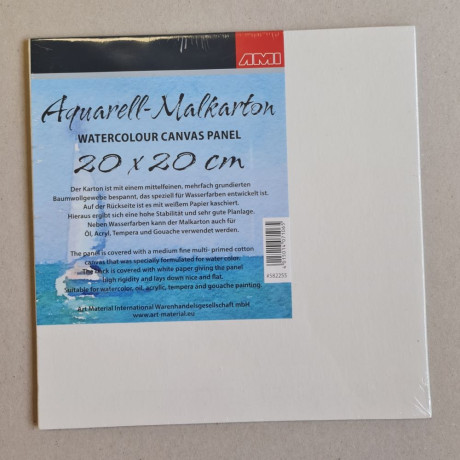 AMI
Aquarell-Malkarton
WATERCOLOUR CANVAS PANEL
20 x 20 cm
Der Karton ist mit einem mittelfeinen, mehrfach grundierten
Baumwollgewebe bespannt, das speziell für Wasserfarben entwickelt ist.
Auf der Rückseite ist es mit weißem Papier kaschiert.
Hieraus ergibt sich eine hohe Stabilität und sehr gute Planlage.
Neben Wasserfarben kann der Malkarton auch für
Öl, Acryl, Tempera und Gouache verwendet werden.
The panel is covered with a medium fine multi- primed cotton
canvas that was specially formulated for water color.
The back is covered with white paper giving the panel
high rigidity and lays down nice and flat.
Suitable for watercolor, oil, acrylic, tempera and gouache painting.
Art Material International Warenhandelsgesellschaft mbH
www.art-material.eu
#582255